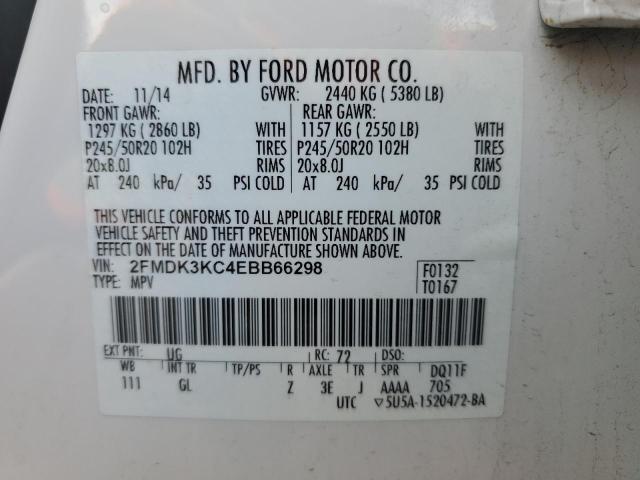 MFD. BY FORD MOTOR CO.
DATE: 11/14 GVWR: 2440 KG ( 5380 LB)
FRONT GAWR: REAR GAWR:
1297 KG ( 2860 LB) WITH 1157 KG ( 2550 LB) WITH
P245/50R20 102H TIRES P245/50R20 102H TIRES
20x8.0J RIMS 20x8.0J RIMS
AT 240 kPa/ 35 PSI COLD AT 240 kPa/ 35 PSI COLD
THIS VEHICLE CONFORMS TO ALL APPLICABLE FEDERAL MOTOR
VEHICLE SAFETY AND THEFT PREVENTION STANDARDS IN
EFFECT ON THE DATE OF MANUFACTURE SHOWN ABOVE.
VIN: 2FMDK3KC4EBB66298 F0132
TYPE: MPV T0167
EXT PNT: UG RC: 72 DSO:
WB INT TR TP/PS R AXLE TR SPR DQ11F
111 GL Z 3E J AAAA 705
UTC ▽5U5A-1520472-BA